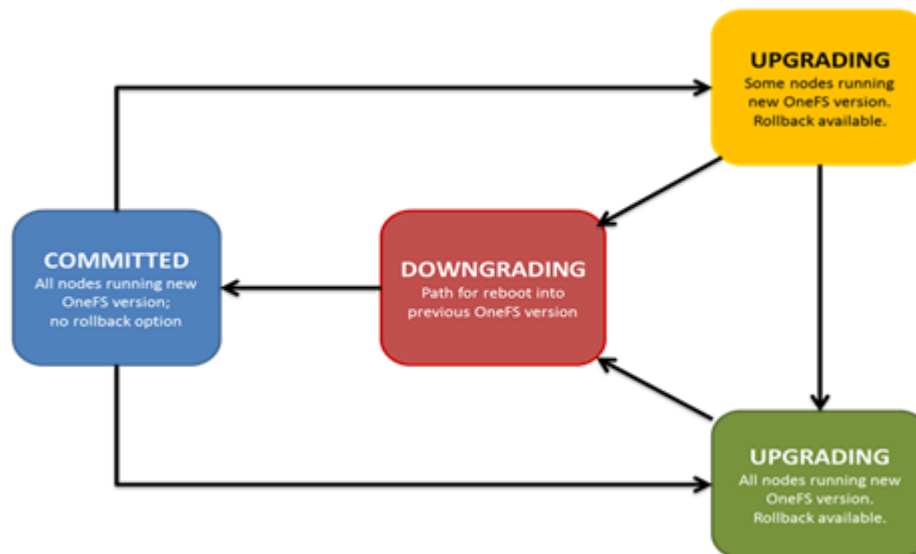 UPGRADING
Some nodes running
new OneFS version.
Rollback available.
COMMITTED
All nodes running new
OneFS version;
no rollback option
DOWNGRADING
Path for reboot into
previous OneFS version
UPGRADING
All nodes running new
OneFS version.
Rollback available.